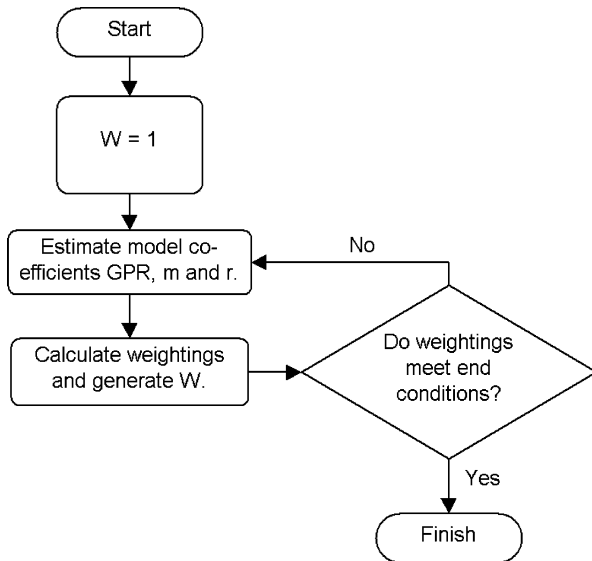 Start
W = 1
Estimate model co-
efficients GPR, m and r.
Calculate weightings
and generate W.
No
Do weightings
meet end
conditions?
Yes
Finish